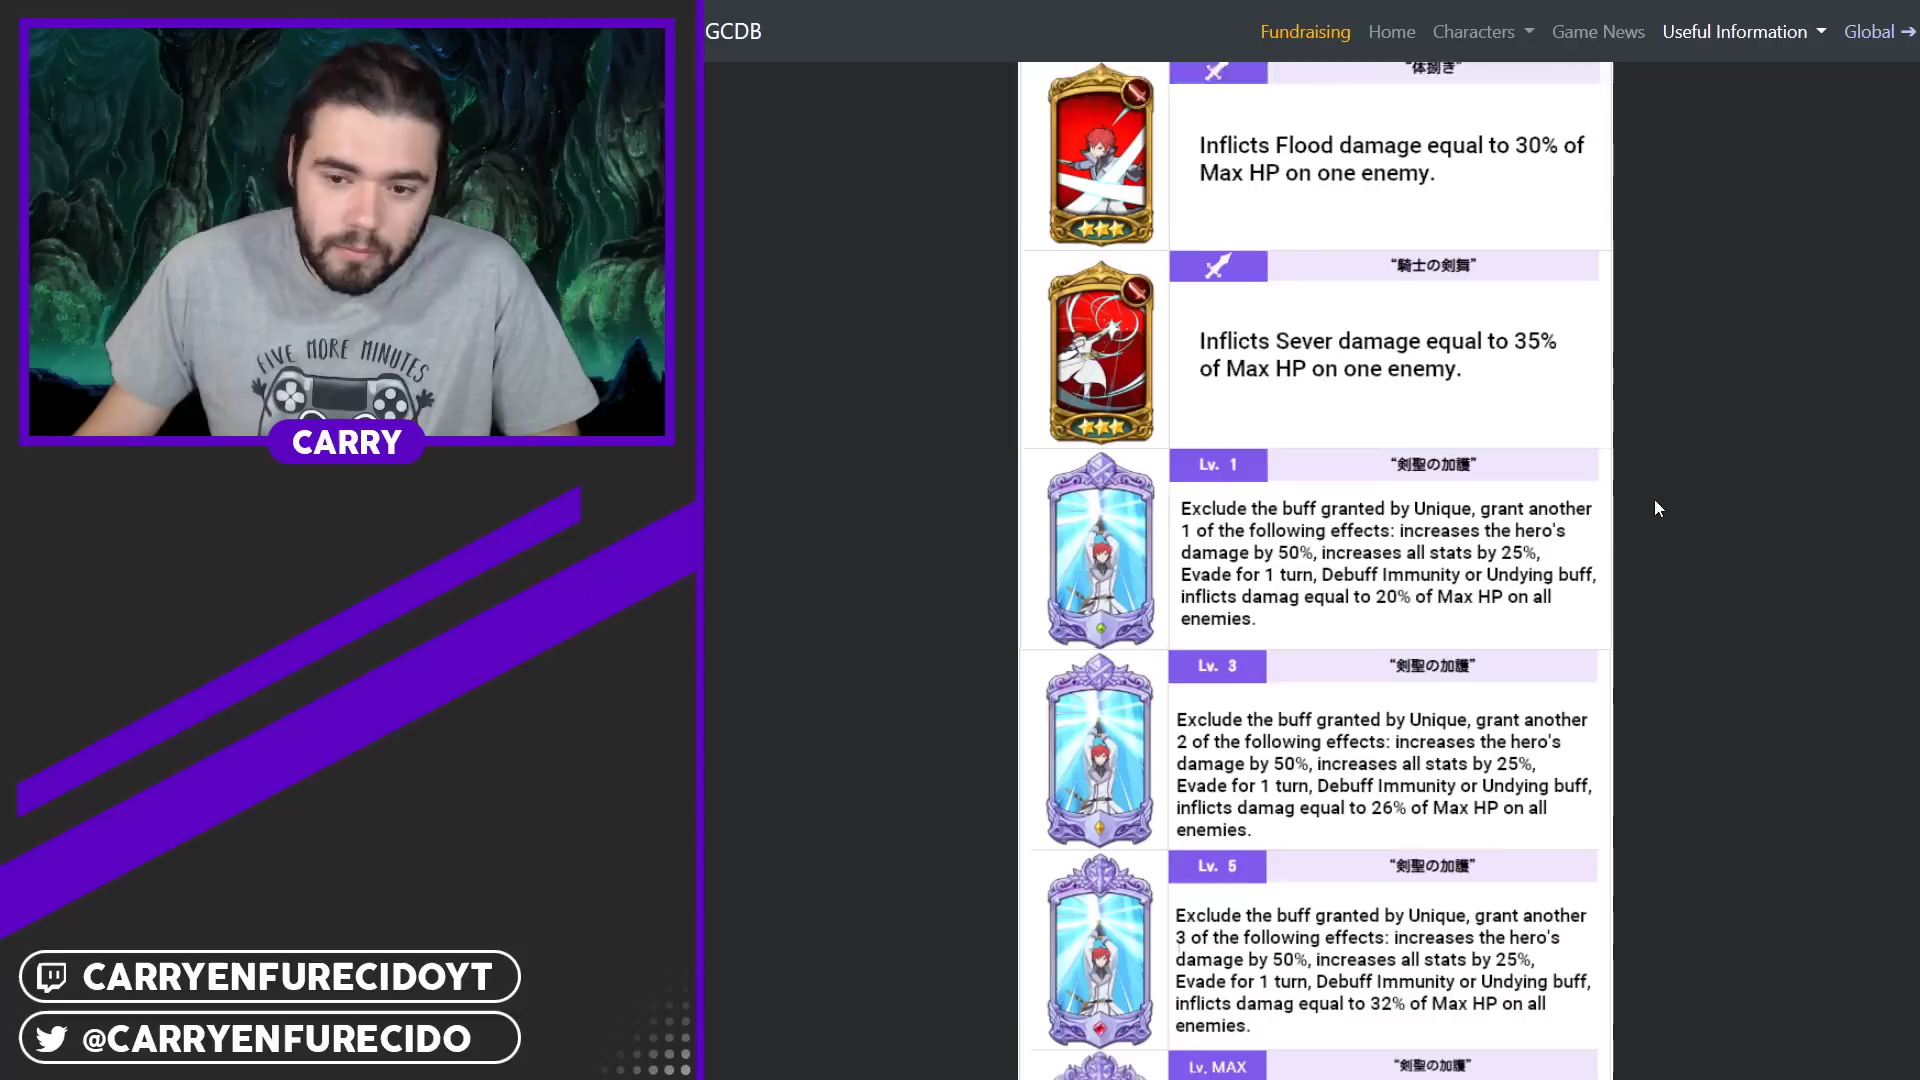 GCDB
Fundraising Home Characters Game News Useful Information Global
"体捌き"
Inflicts Flood damage equal to 30% of
Max HP on one enemy.
"騎士の剣舞"
Inflicts Sever damage equal to 35%
of Max HP on one enemy.
Lv. 1
"剣聖の加護"
Exclude the buff granted by Unique, grant another
1 of the following effects: increases the hero's
damage by 50%, increases all stats by 25%,
Evade for 1 turn, Debuff Immunity or Undying buff,
inflicts damag equal to 20% of Max HP on all
enemies.
Lv. 3
"剣聖の加護"
Exclude the buff granted by Unique, grant another
2 of the following effects: increases the hero's
damage by 50%, increases all stats by 25%,
Evade for 1 turn, Debuff Immunity or Undying buff,
inflicts damag equal to 26% of Max HP on all
enemies.
Lv. 5
"剣聖の加護"
Exclude the buff granted by Unique, grant another
3 of the following effects: increases the hero's
damage by 50%, increases all stats by 25%,
Evade for 1 turn, Debuff Immunity or Undying buff,
inflicts damag equal to 32% of Max HP on all
enemies.
Lv. MAX
"剣聖の加護"
FIVE MORE MINUTES
CARRY
CARRYENFURECIDOYT
@CARRYENFURECIDO